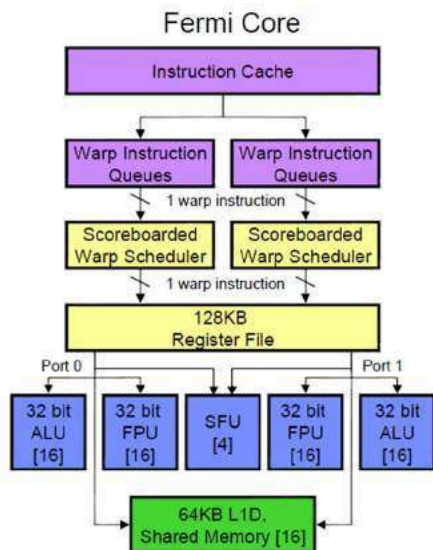 Fermi Core
Instruction Cache
Warp Instruction
Queues
Warp Instruction
Queues
1 warp instruction
Scoreboarded
Warp Scheduler
Scoreboarded
Warp Scheduler
1 warp instruction
128KB
Register File
Port 0
Port 1
32 bit
ALU
[16]
32 bit
FPU
[16]
SFU
[4]
32 bit
FPU
[16]
32 bit
ALU
[16]
64KB L1D,
Shared Memory [16]